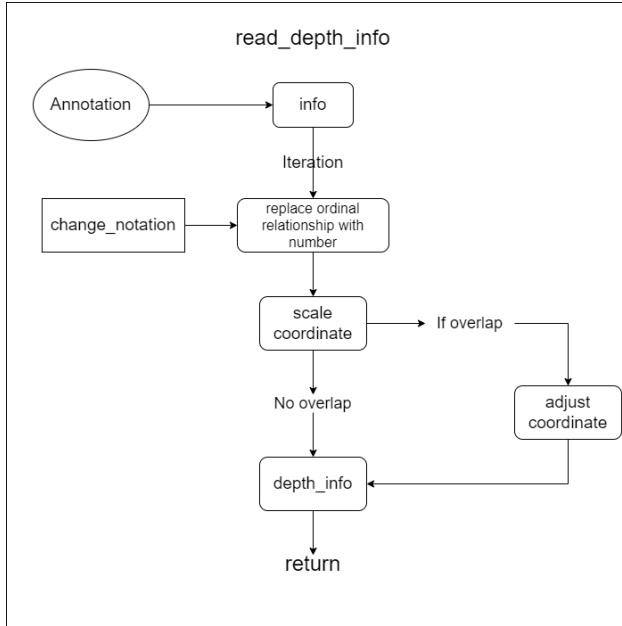 read_depth_info
Annotation
info
Iteration
change_notation
replace ordinal
relationship with
number
scale
coordinate
If overlap
No overlap
adjust
coordinate
depth_info
return